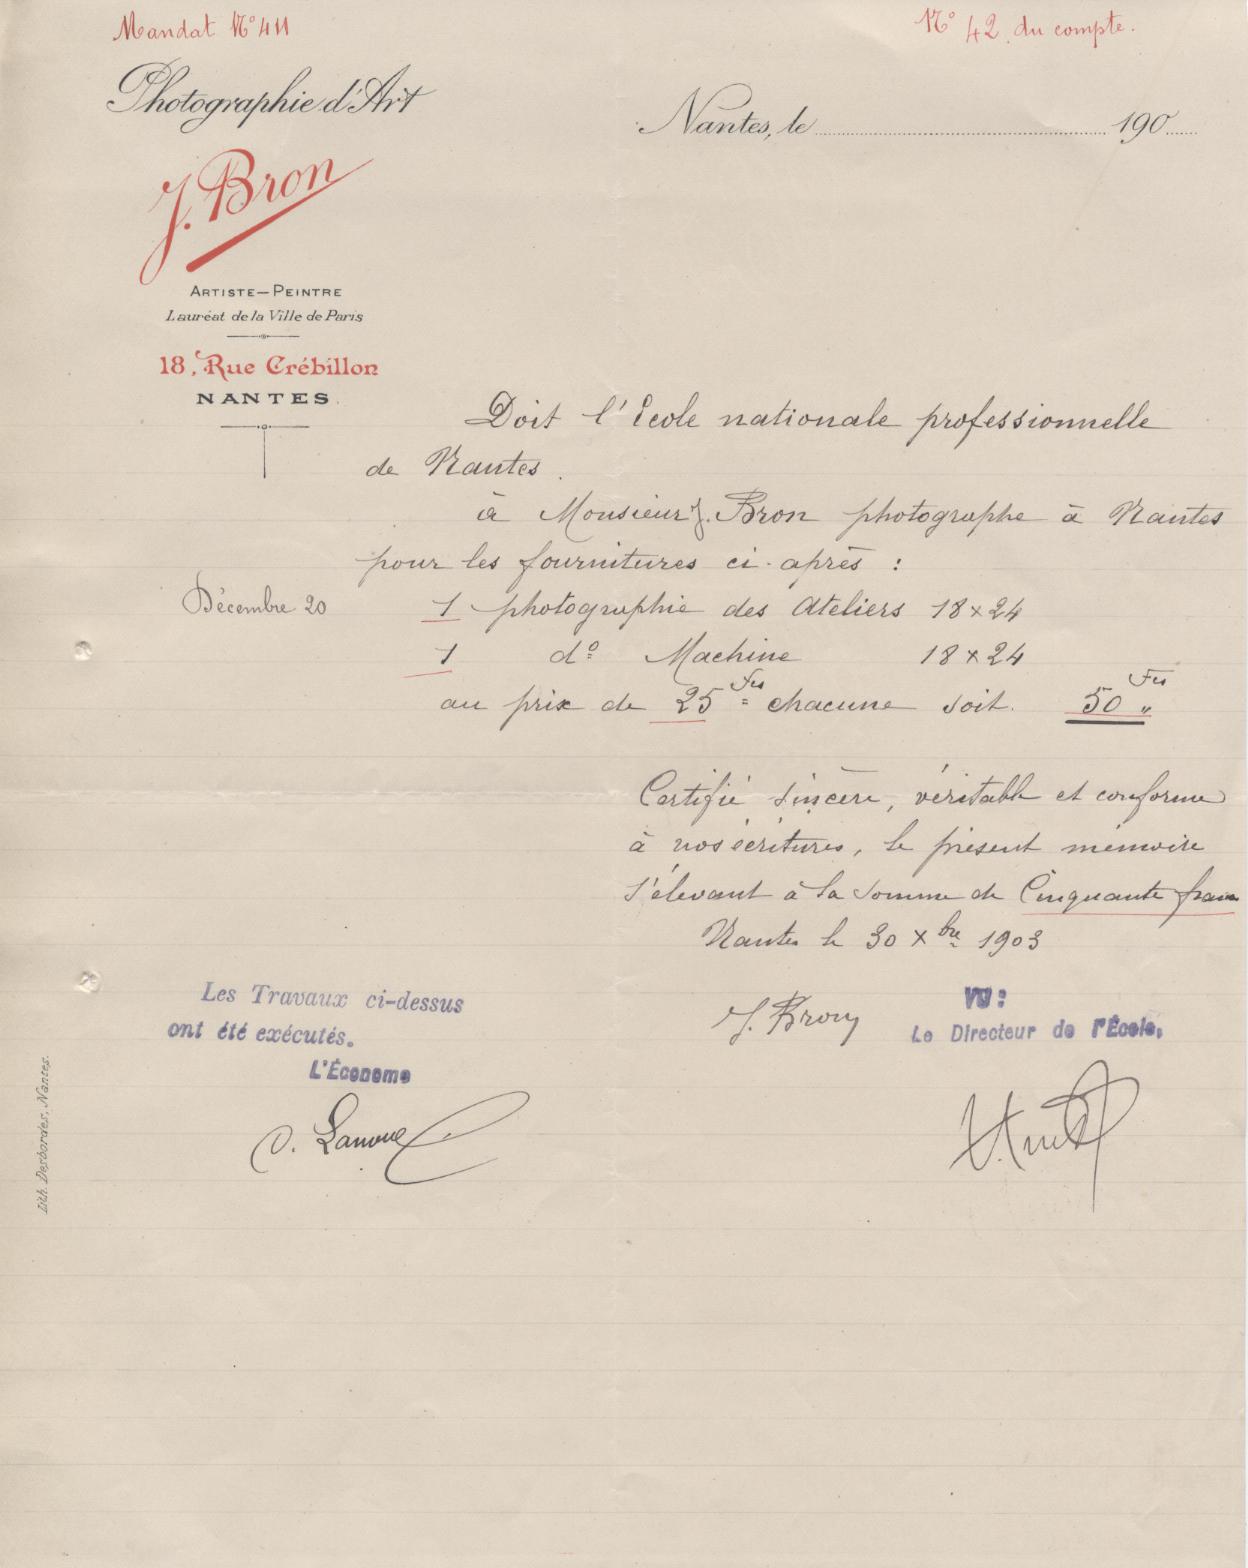 Mandat N° 411
N° 42 du compte.
Photographie d'Art
Nantes, le 190
J. Bron
ARTISTE-PEINTRE
Lauréat de la Ville de Paris
18, Rue Crébillon
NANTES
Doit l'Ecole nationale professionnelle
de Nantes.
à Monsieur J. Bron photographe à Nantes
pour les fournitures ci-après :
Décembre 20 1 photographie des Ateliers 18 x 24
1 d° Machine 18 x 24
au prix de 25 Frs chacune soit. 50 Frs "
Certifié sincère, véritable et conforme
à nos écritures, le présent mémoire
s'élevant à la somme de Cinquante francs
Nantes le 30 Xbre 1903
Les Travaux ci-dessus
ont été exécutés.
L'Économe
J. Bron
VU:
Le Directeur de l'École,
Lith. Desbordes, Nantes.